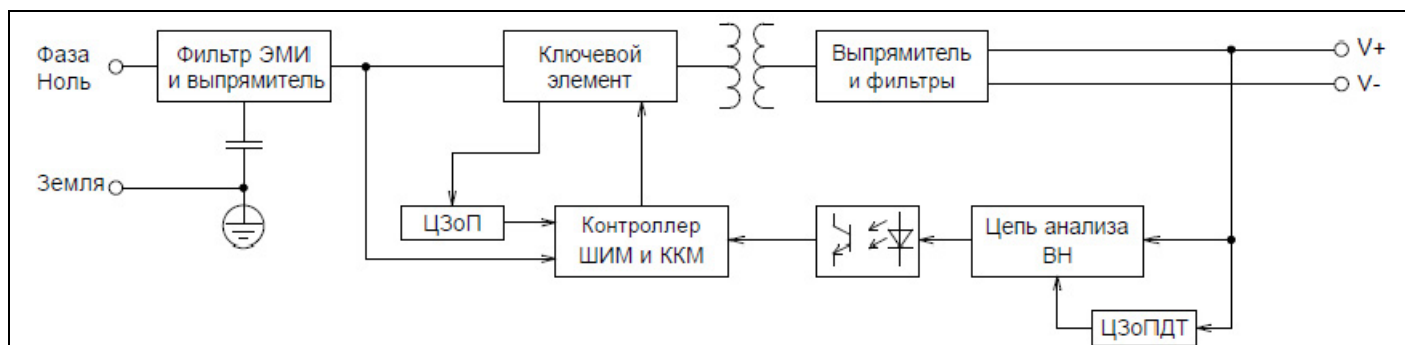 Фаза
Ноль
Фильтр ЭМИ
и выпрямитель
Ключевой
элемент
Выпрямитель
и фильтры
V+
V-
Земля
ЦЗоП
Контроллер
ШИМ и ККМ
Цепь анализа
ВН
ЦЗоПДТ